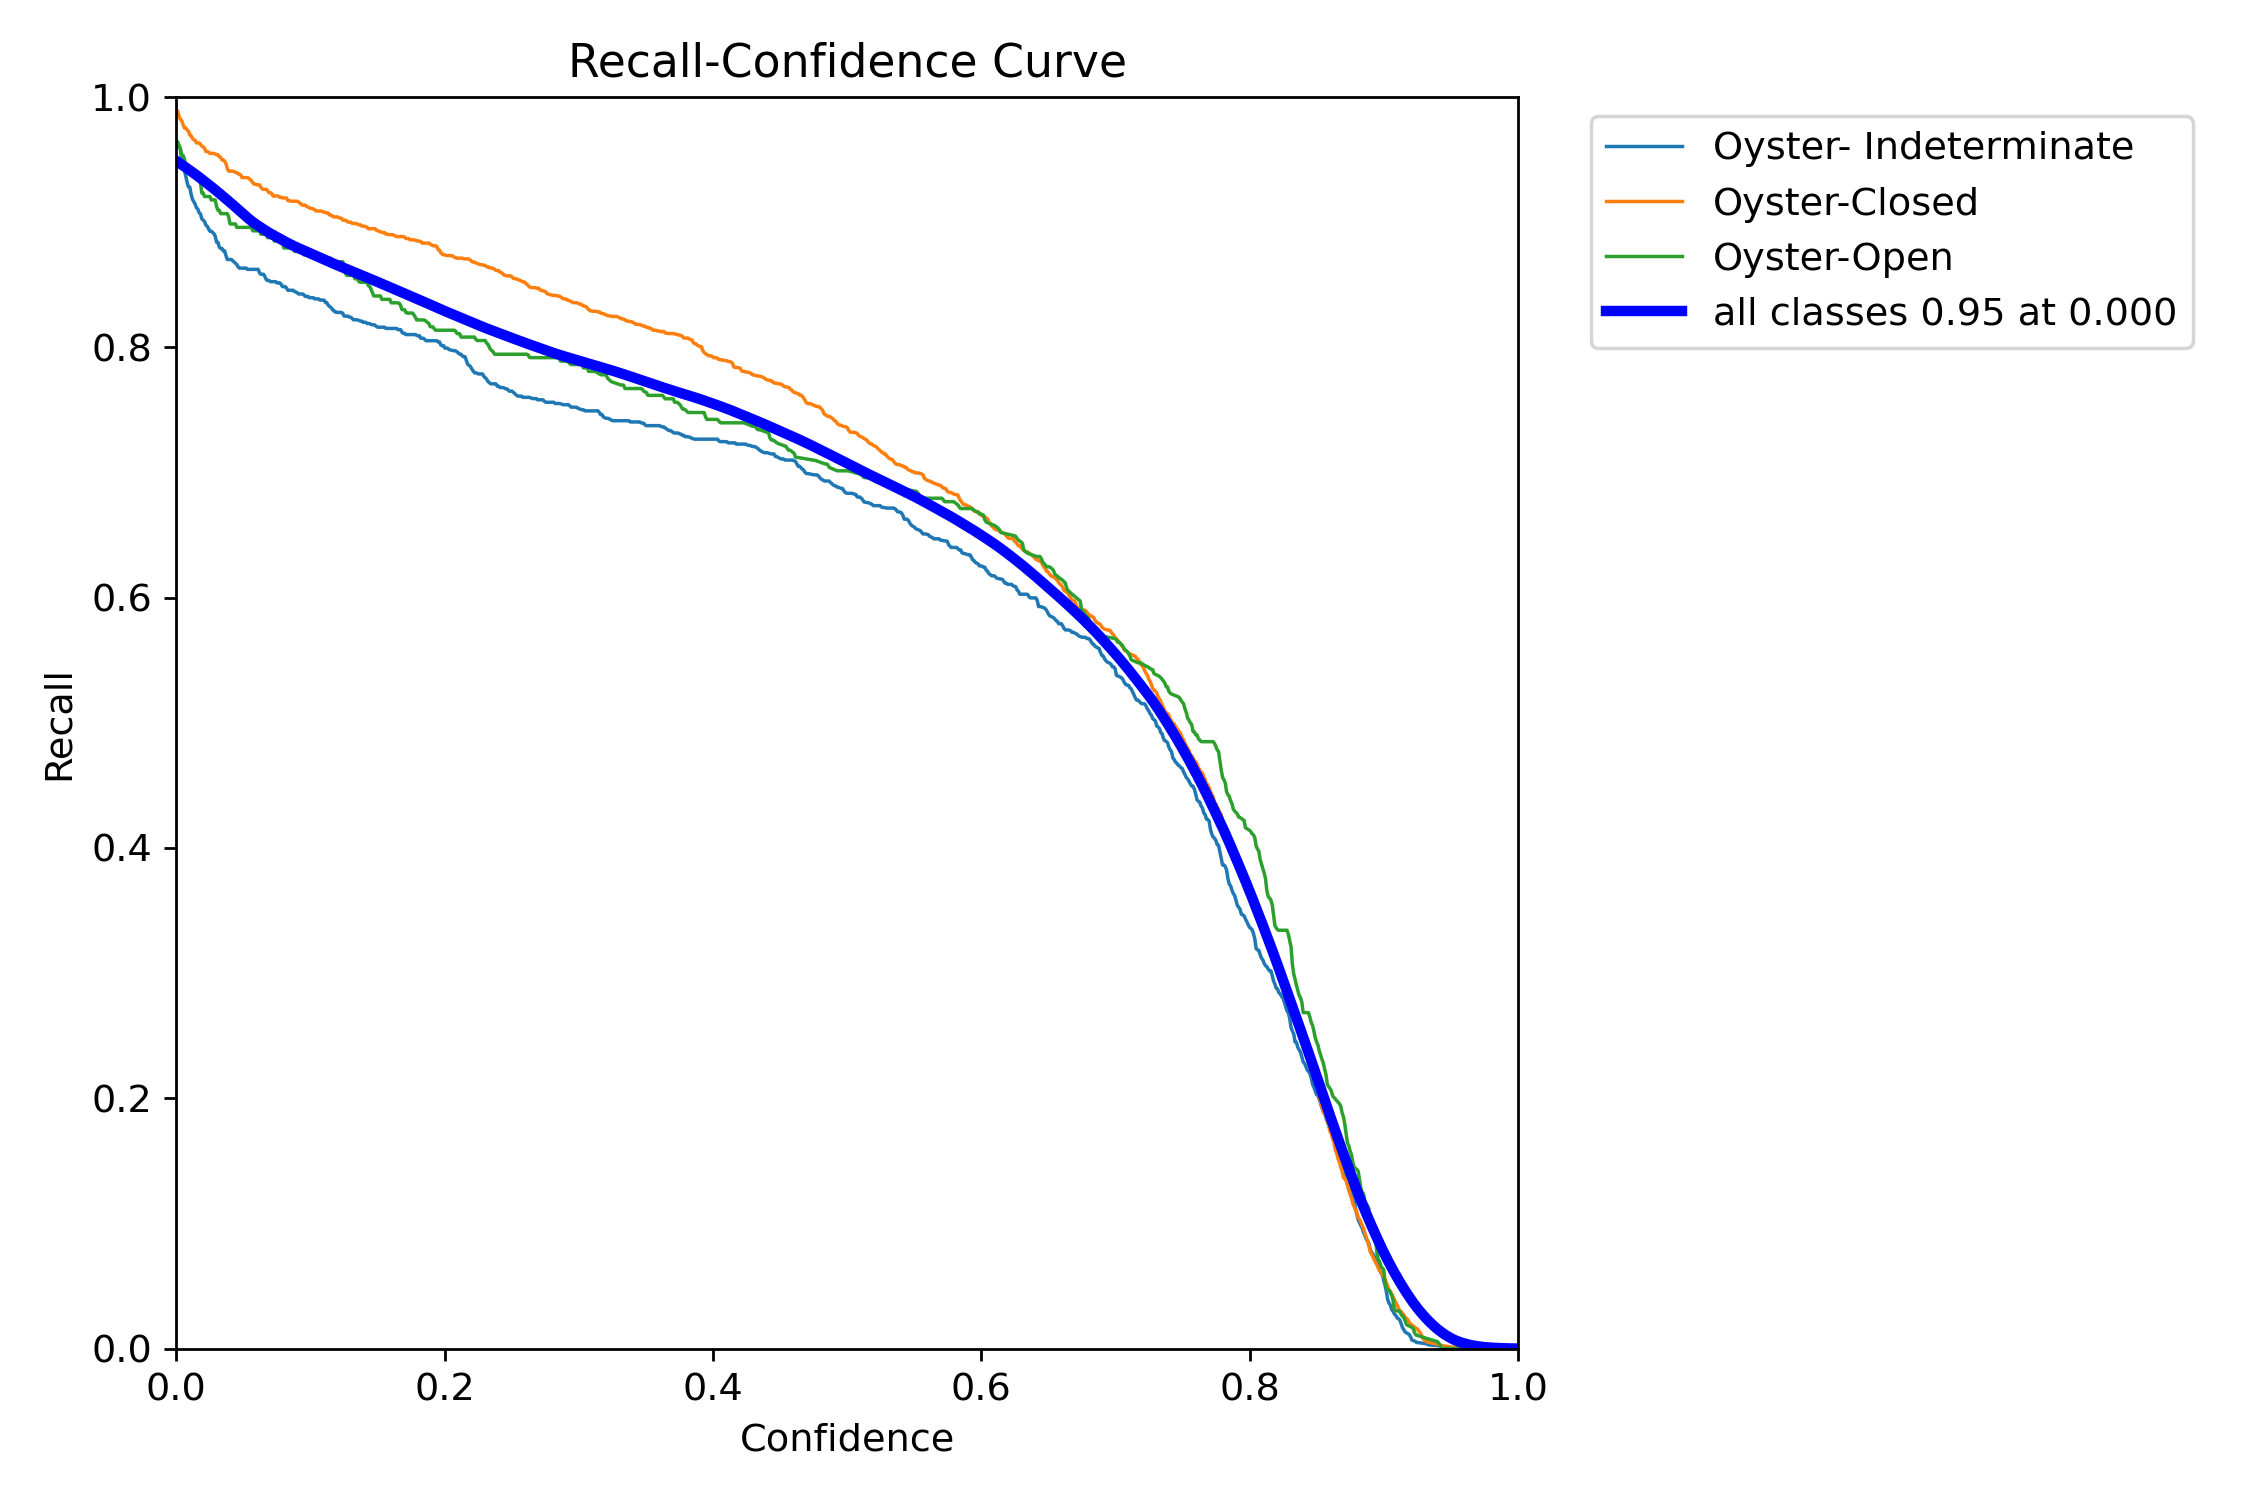 Recall-Confidence Curve
1.0
0.8
0.6
0.4
0.2
0.0
Recall
0.0 0.2 0.4 0.6 0.8 1.0
Confidence
Oyster- Indeterminate
Oyster-Closed
Oyster-Open
all classes 0.95 at 0.000